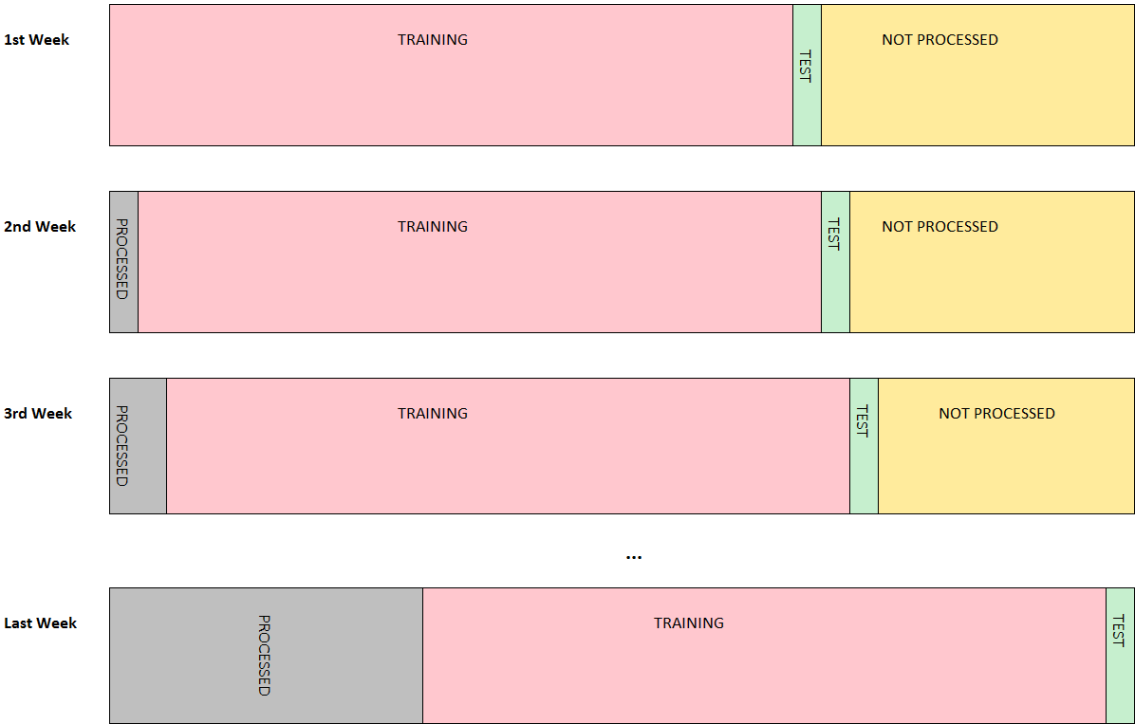 1st Week
TRAINING
TEST
NOT PROCESSED
2nd Week
PROCESSED
TRAINING
TEST
NOT PROCESSED
3rd Week
PROCESSED
TRAINING
TEST
NOT PROCESSED
...
Last Week
PROCESSED
TRAINING
TEST